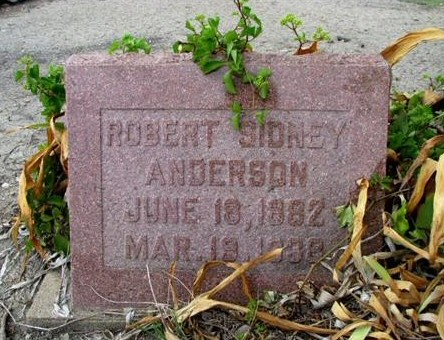 ROBERT SIDNEY
ANDERSON
JUNE 18, 1882
MAR. 19,